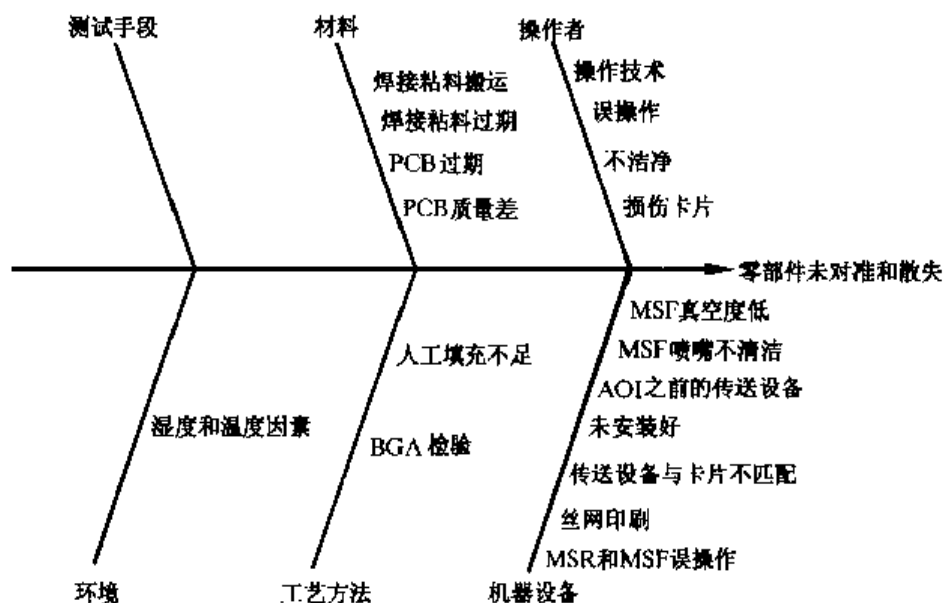 测试手段
材料
操作者
焊接粘料搬运
焊接粘料过期
PCB过期
PCB质量差
操作技术
误操作
不洁净
损伤卡片
零部件未对准和散失
MSF真空度低
MSF喷嘴不清洁
AOI之前的传送设备
未安装好
传送设备与卡片不匹配
丝网印刷
MSR和MSF误操作
人工填充不足
BGA检验
湿度和温度因素
环境
工艺方法
机器设备